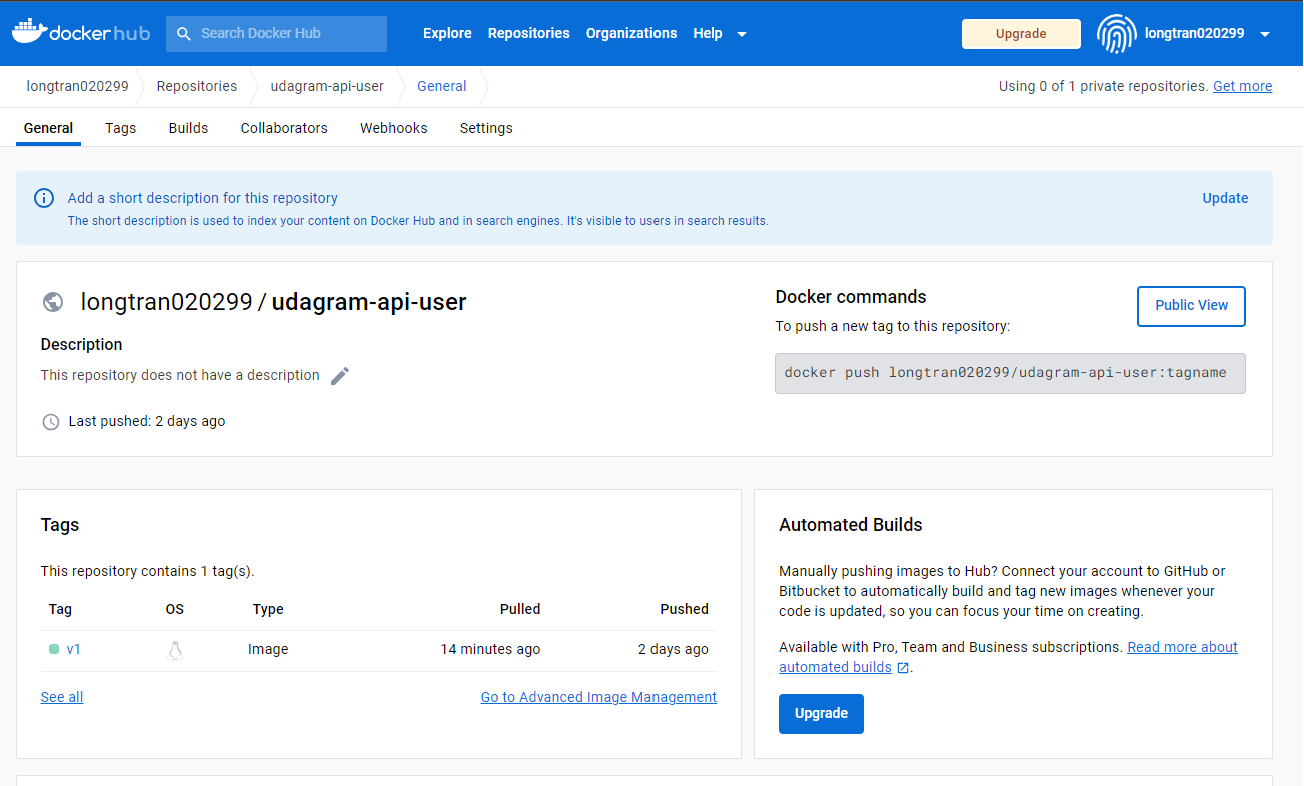 docker hub
Search Docker Hub
Explore Repositories Organizations Help
Upgrade
longtran020299
longtran020299 Repositories udagram-api-user General
Using 0 of 1 private repositories. Get more
General Tags Builds Collaborators Webhooks Settings
Add a short description for this repository
Update
The short description is used to index your content on Docker Hub and in search engines. It's visible to users in search results.
longtran020299 / udagram-api-user
Description
This repository does not have a description
Last pushed: 2 days ago
Docker commands
Public View
To push a new tag to this repository:
docker push longtran020299/udagram-api-user:tagname
Tags
This repository contains 1 tag(s).
Tag OS Type Pulled Pushed
v1 Image 14 minutes ago 2 days ago
See all
Go to Advanced Image Management
Automated Builds
Manually pushing images to Hub? Connect your account to GitHub or
Bitbucket to automatically build and tag new images whenever your
code is updated, so you can focus your time on creating.
Available with Pro, Team and Business subscriptions. Read more about
automated builds .
Upgrade